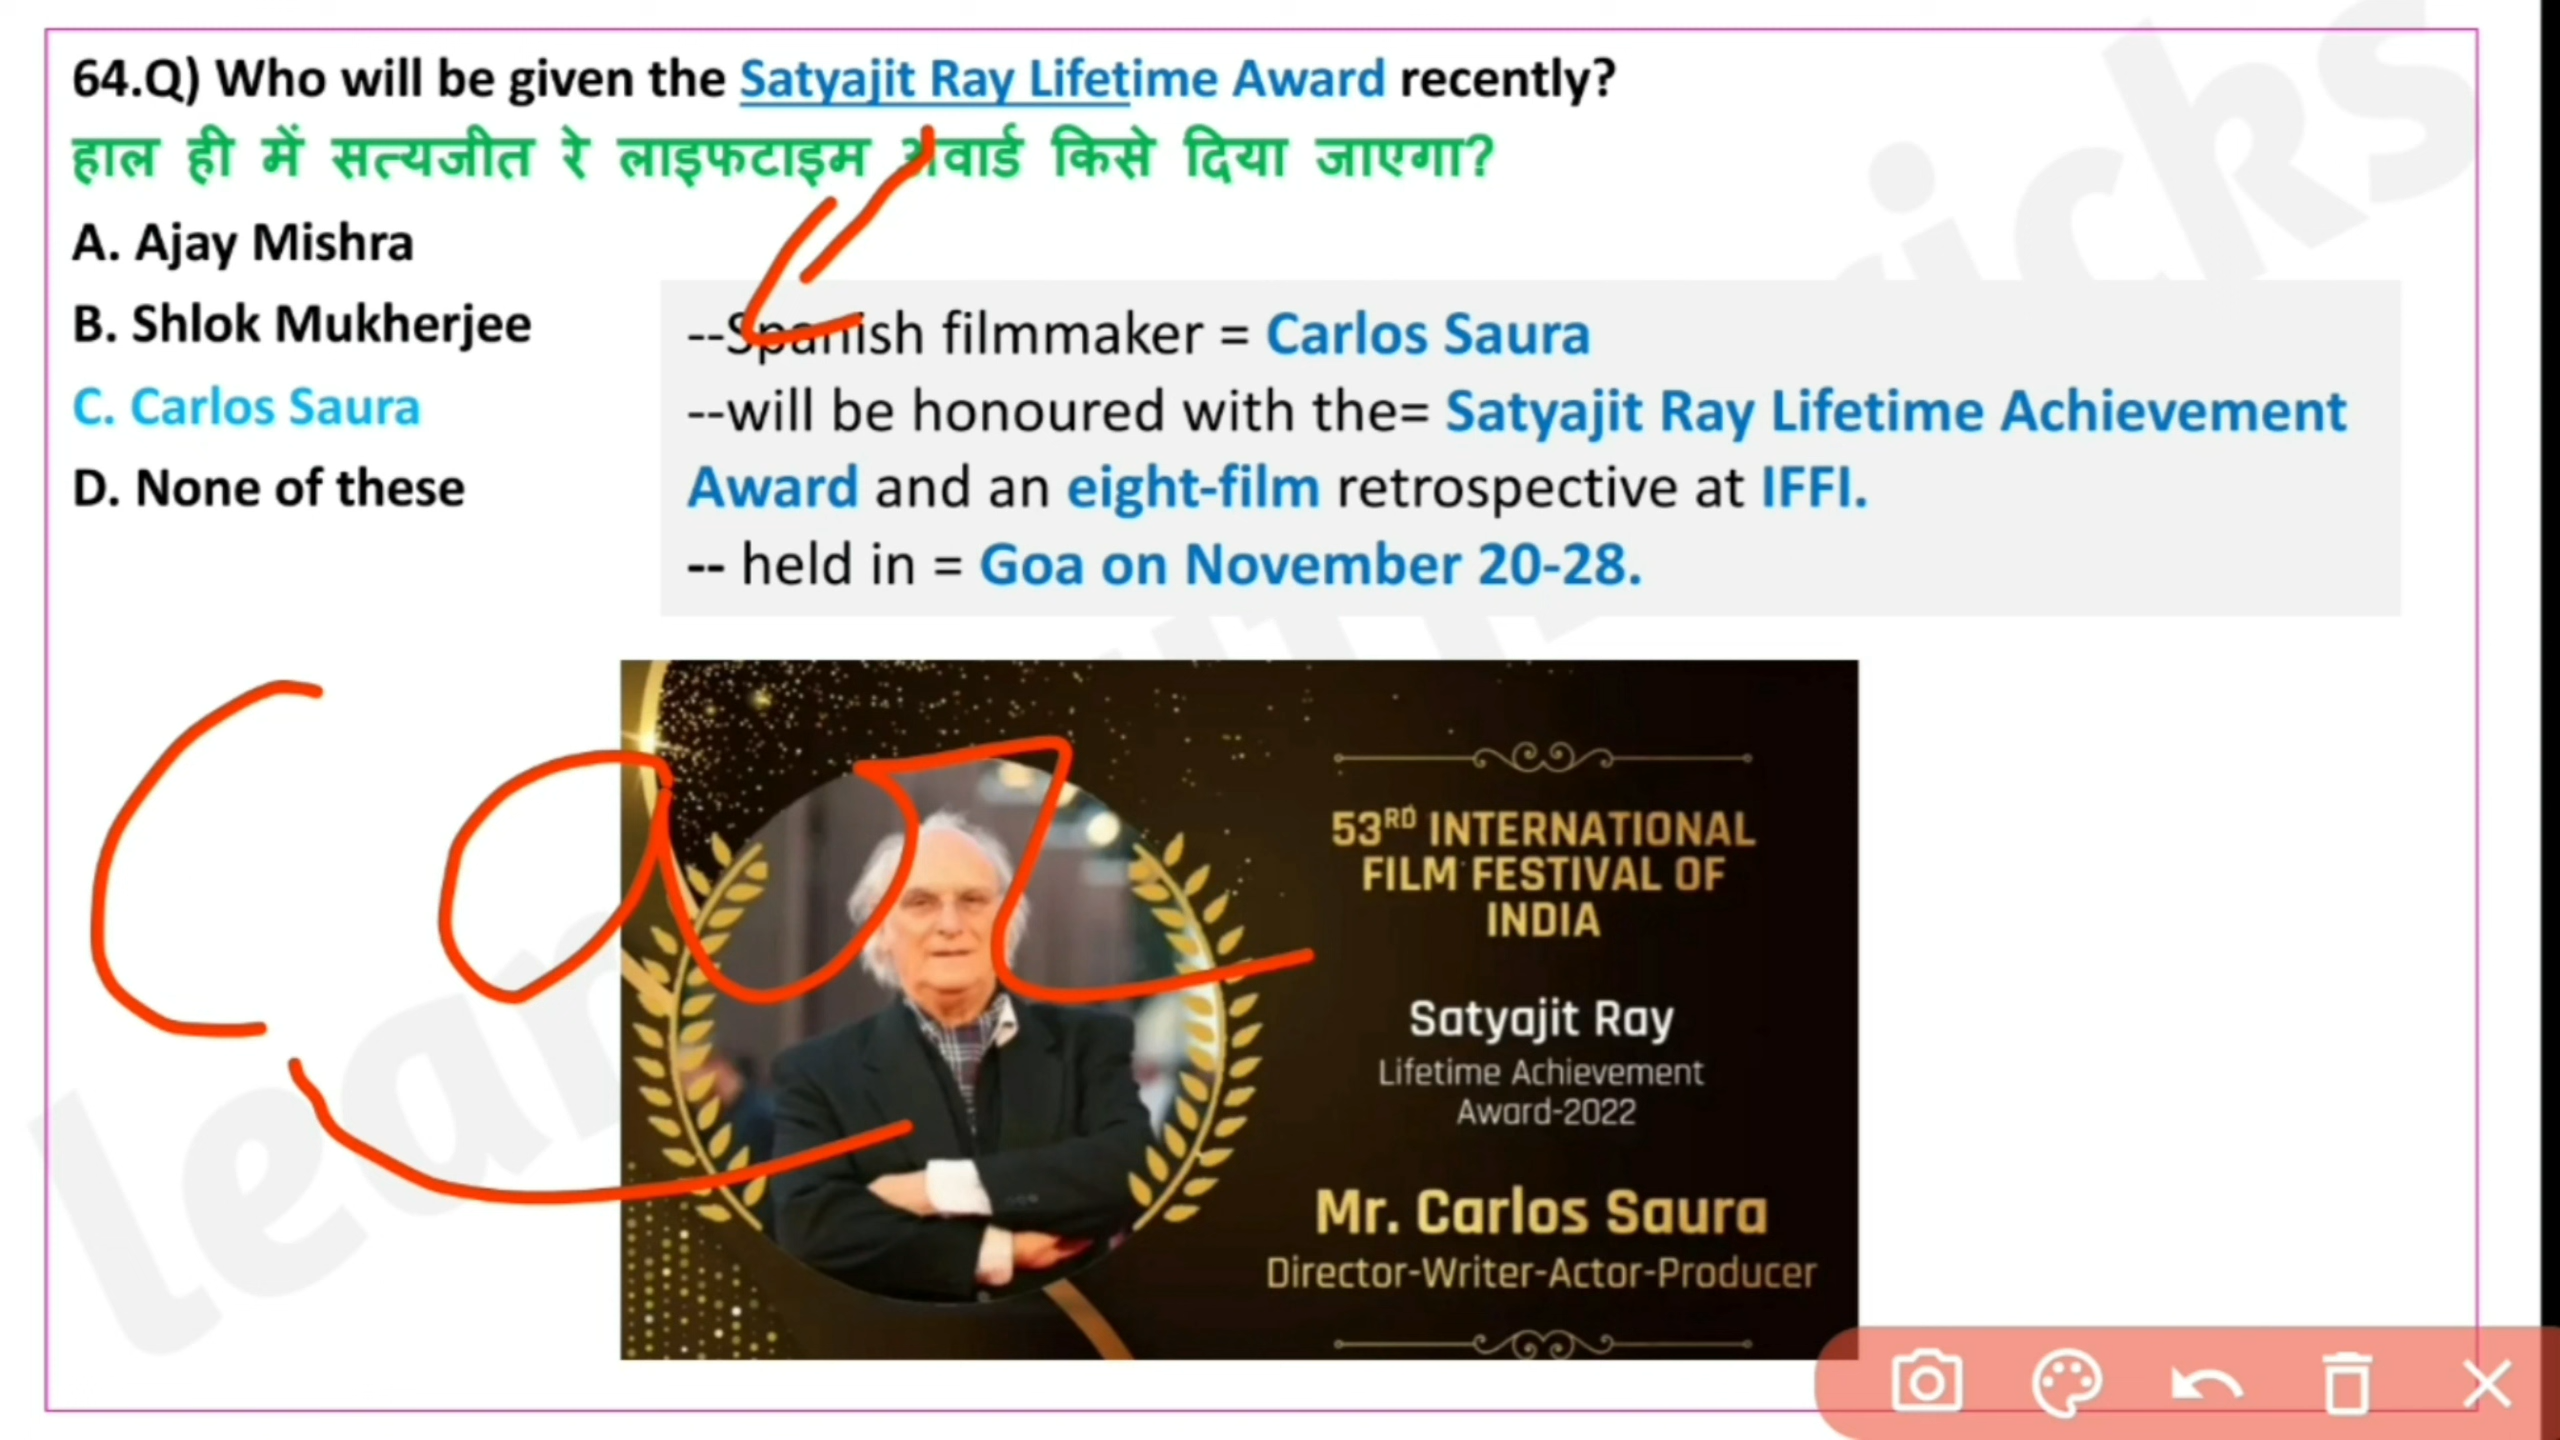 64.Q) Who will be given the Satyajit Ray Lifetime Award recently?
हाल ही में सत्यजीत रे लाइफटाइम अवार्ड किसे दिया जाएगा?
A. Ajay Mishra
B. Shlok Mukherjee
C. Carlos Saura
D. None of these
--Spanish filmmaker = Carlos Saura
--will be honoured with the= Satyajit Ray Lifetime Achievement
Award and an eight-film retrospective at IFFI.
-- held in = Goa on November 20-28.
53RD INTERNATIONAL
FILM FESTIVAL OF
INDIA
Satyajit Ray
Lifetime Achievement
Award-2022
Mr. Carlos Saura
Director-Writer-Actor-Producer